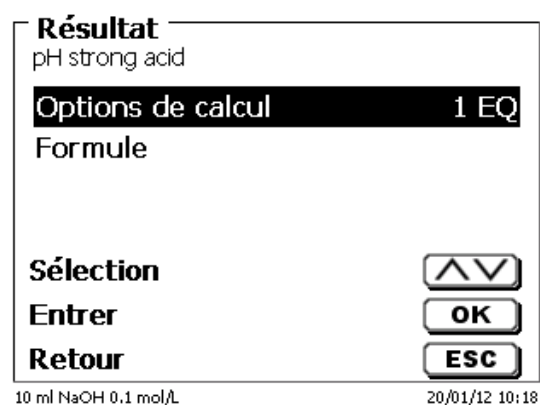 Résultat
pH strong acid
Options de calcul 1 EQ
Formule
Sélection
Entrer OK
Retour ESC
10 ml NaOH 0.1 mol/L 20/01/12 10:18